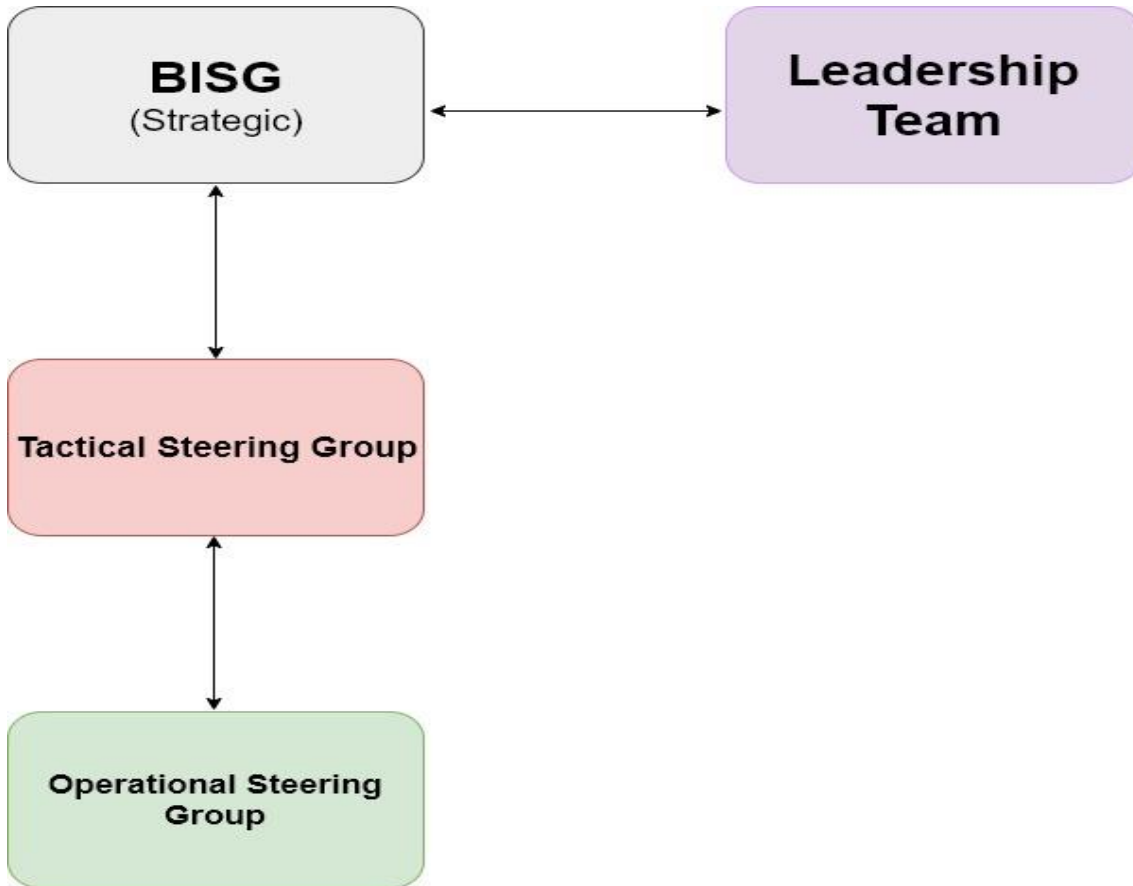 BISG
(Strategic)
Leadership
Team
Tactical Steering Group
Operational Steering
Group